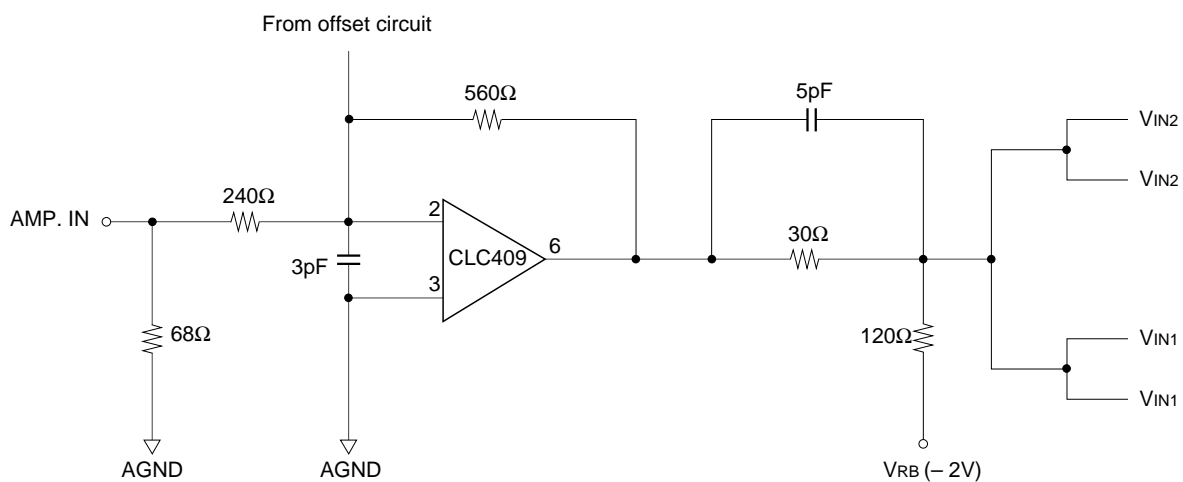 From offset circuit
560Ω
5pF
VIN2
VIN2
240Ω
AMP. IN
2
6
30Ω
CLC409
3pF
3
68Ω
120Ω
VIN1
VIN1
AGND
AGND
VRB (– 2V)